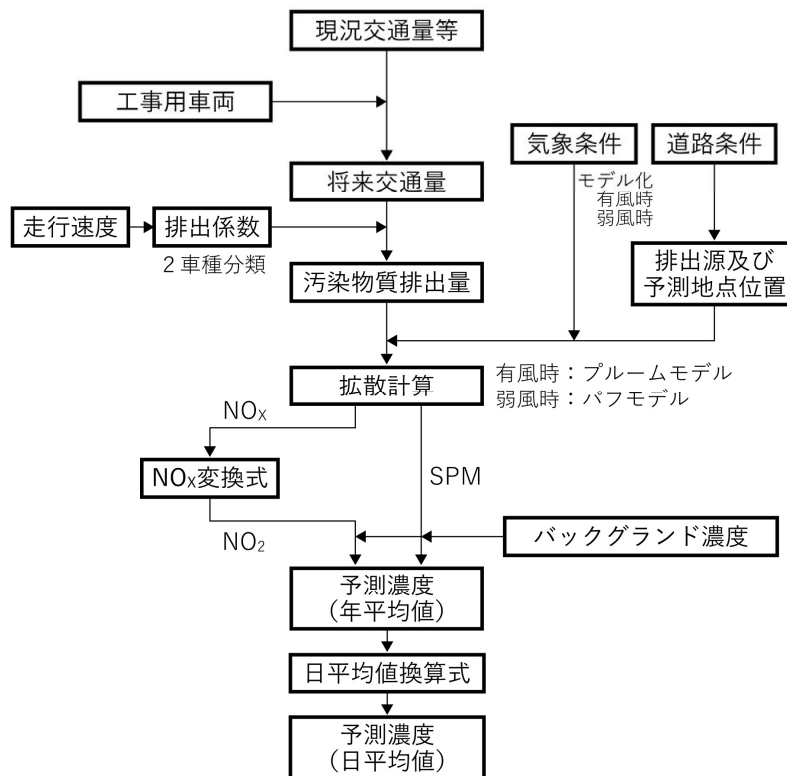 現況交通量等
工事用車両
気象条件
道路条件
モデル化
有風時
弱風時
将来交通量
走行速度
排出係数
2車種分類
汚染物質排出量
排出源及び
予測地点位置
拡散計算
有風時：プルームモデル
弱風時：パフモデル
NOx
NOx変換式
SPM
NO2
バックグランド濃度
予測濃度
（年平均値）
日平均値換算式
予測濃度
（日平均値）